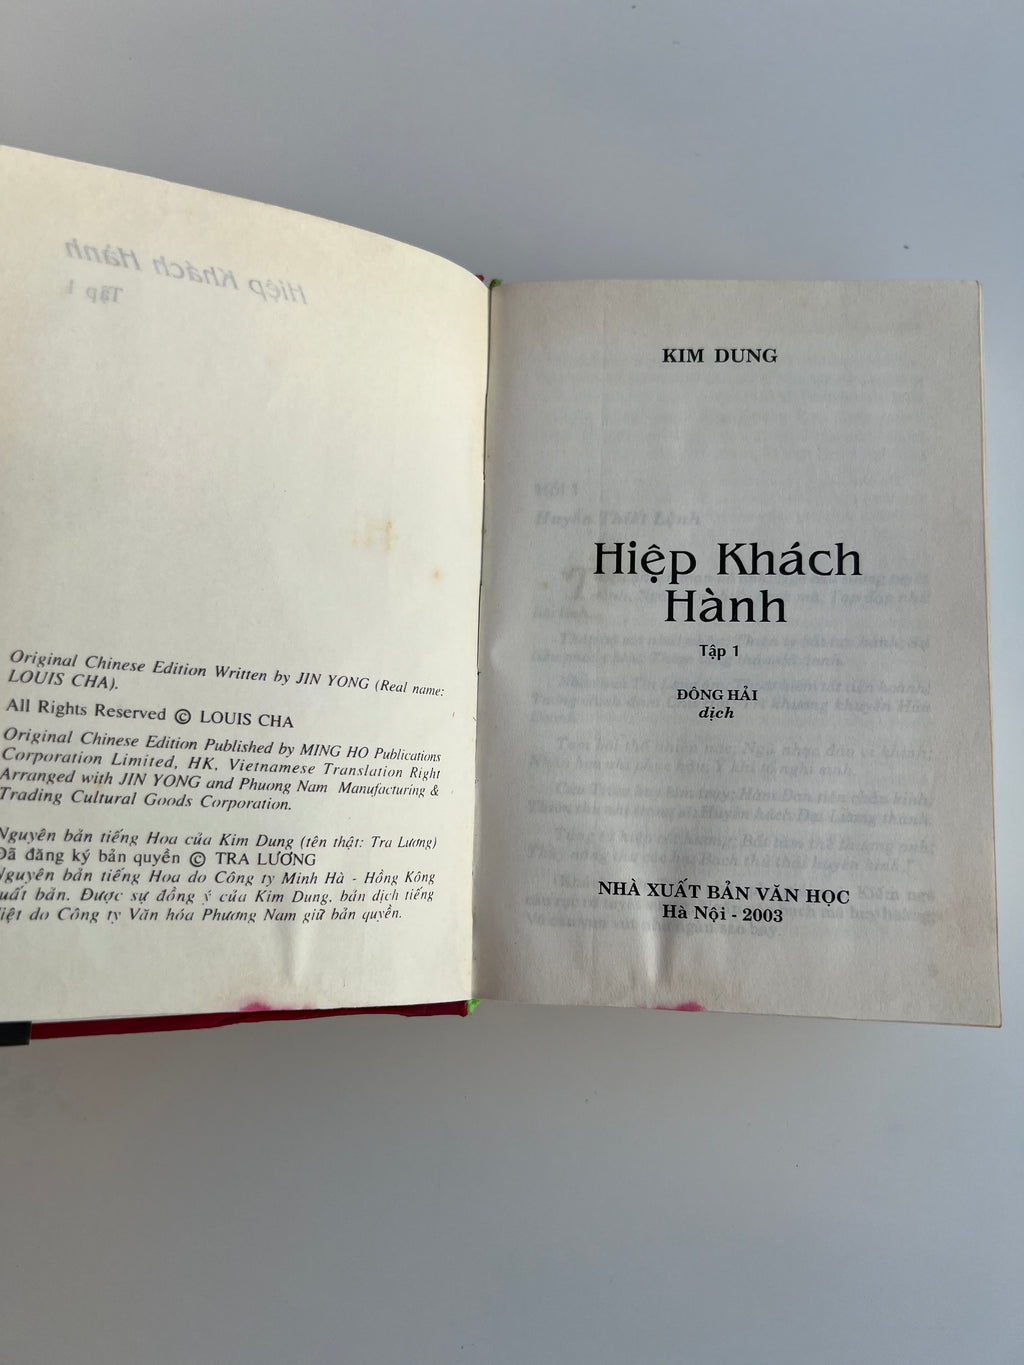 Hiệp Khách Hành
Tập 1
Original Chinese Edition Written by JIN YONG (Real name:
LOUIS CHA).
All Rights Reserved © LOUIS CHA
Original Chinese Edition Published by MING HO Publications
Corporation Limited, HK, Vietnamese Translation Right
Arranged with JIN YONG and Phuong Nam Manufacturing &
Trading Cultural Goods Corporation.
Nguyên bản tiếng Hoa của Kim Dung (tên thật: Tra Lương)
Đã đăng ký bản quyền © TRA LƯƠNG
Nguyên bản tiếng Hoa do Công ty Minh Hà - Hồng Kông
xuất bản. Được sự đồng ý của Kim Dung, bản dịch tiếng
Việt do Công ty Văn hóa Phương Nam giữ bản quyền.
KIM DUNG
Hiệp Khách
Hành
Tập 1
ĐÔNG HẢI
dịch
NHÀ XUẤT BẢN VĂN HỌC
Hà Nội - 2003